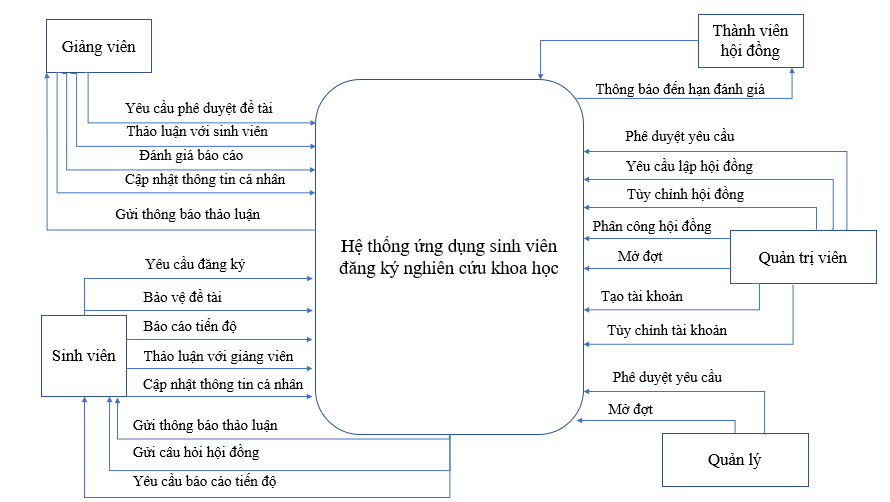 Giảng viên
Yêu cầu phê duyệt đề tài
Thảo luận với sinh viên
Đánh giá báo cáo
Cập nhật thông tin cá nhân
Gửi thông báo thảo luận
Yêu cầu đăng ký
Bảo vệ đề tài
Báo cáo tiến độ
Sinh viên
Thảo luận với giảng viên
Cập nhật thông tin cá nhân
Gửi thông báo thảo luận
Gửi câu hỏi hội đồng
Yêu cầu báo cáo tiến độ
Hệ thống ứng dụng sinh viên
đăng ký nghiên cứu khoa học
Thành viên
hội đồng
Thông báo đến hạn đánh giá
Phê duyệt yêu cầu
Yêu cầu lập hội đồng
Tùy chỉnh hội đồng
Phân công hội đồng
Mở đợt
Quản trị viên
Tạo tài khoản
Tùy chỉnh tài khoản
Phê duyệt yêu cầu
Mở đợt
Quản lý